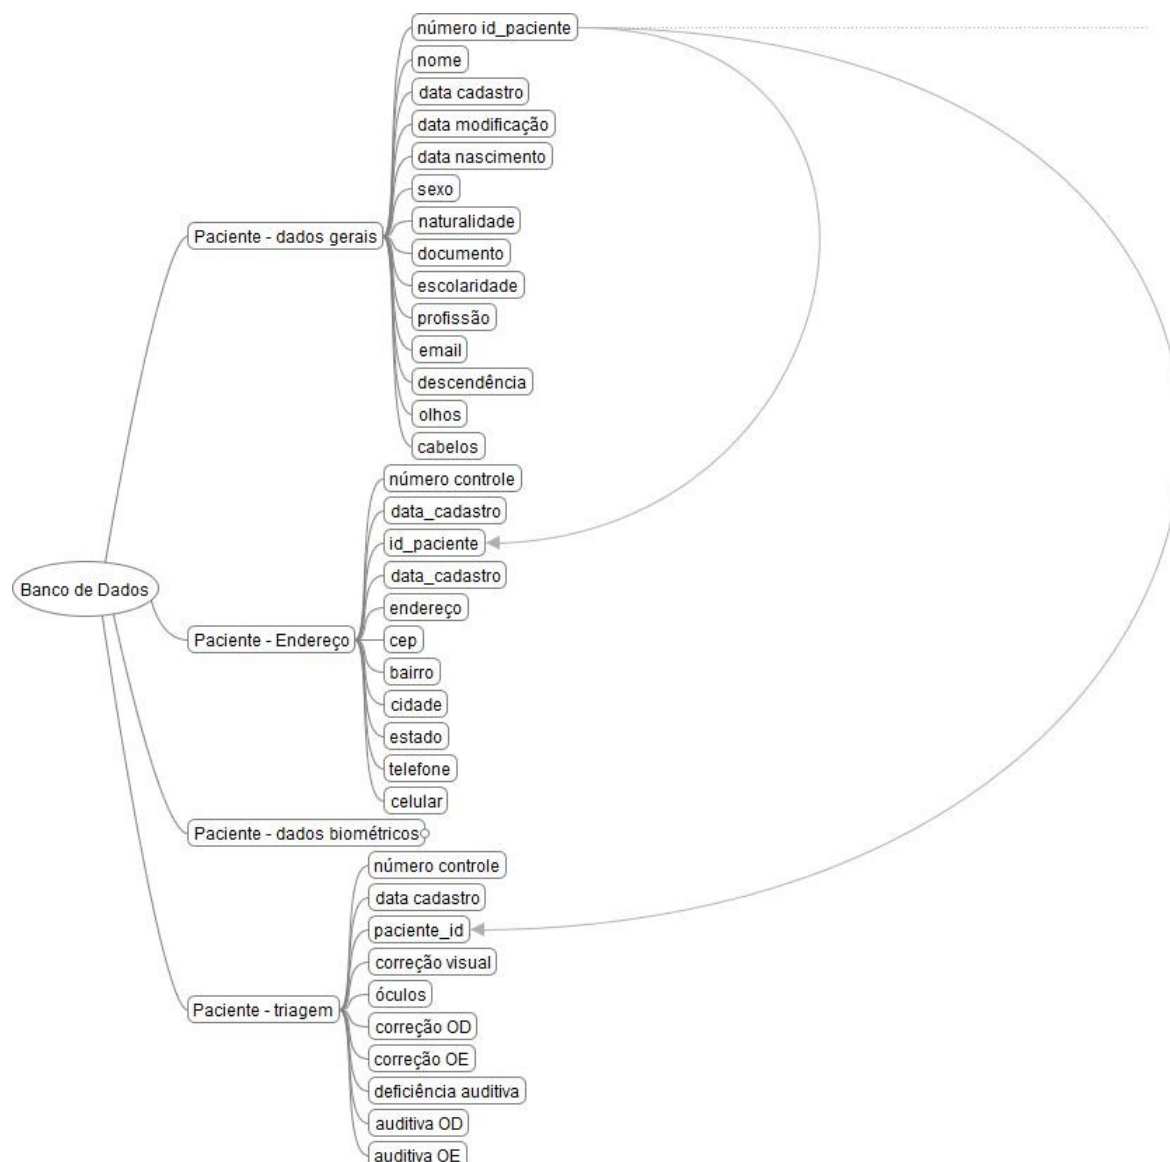 número id_paciente
nome
data cadastro
data modificação
data nascimento
sexo
naturalidade
Paciente - dados gerais
documento
escolaridade
profissão
email
descendência
olhos
cabelos
número controle
data_cadastro
id_paciente
data_cadastro
Banco de Dados
endereço
Paciente - Endereço
cep
bairro
cidade
estado
telefone
celular
Paciente - dados biométricos
número controle
data cadastro
paciente_id
correção visual
óculos
Paciente - triagem
correção OD
correção OE
deficiência auditiva
auditiva OD
auditiva OE